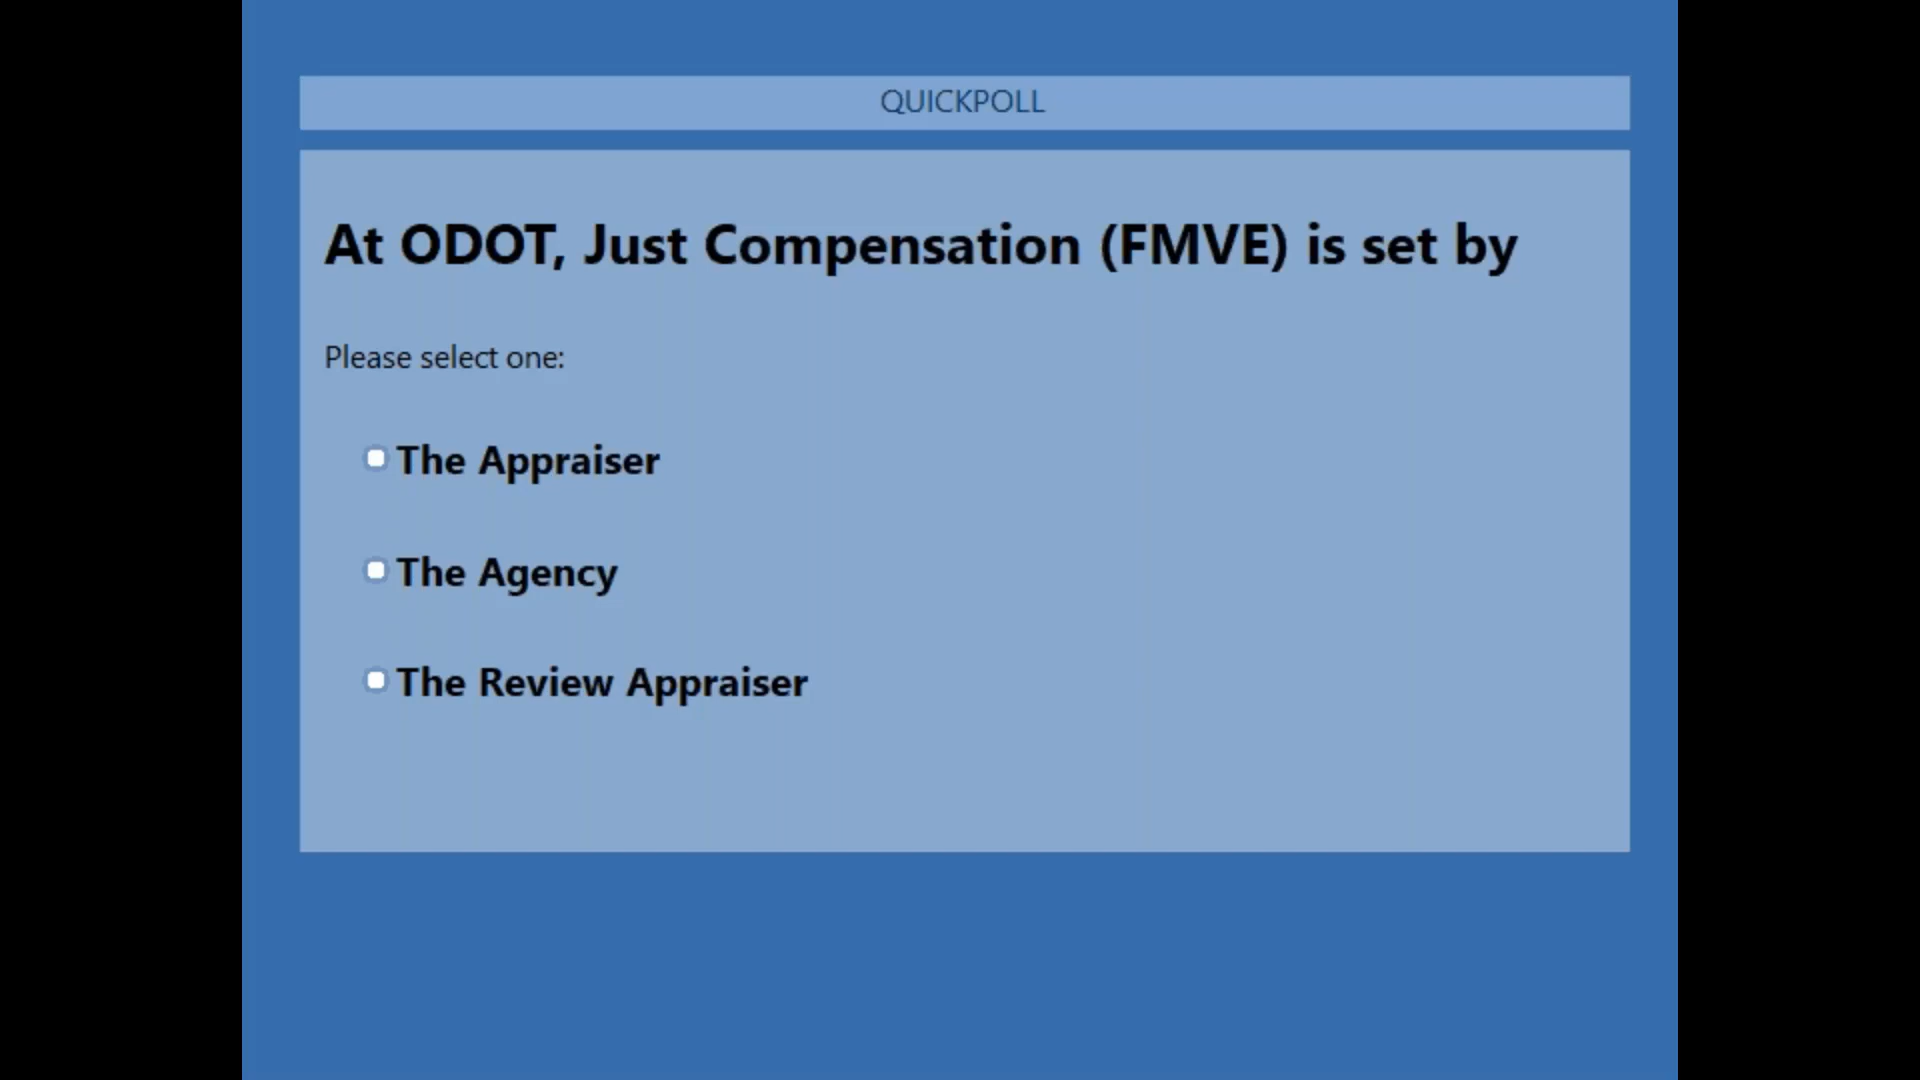 QUICKPOLL
At ODOT, Just Compensation (FMVE) is set by
Please select one:
The Appraiser
The Agency
The Review Appraiser